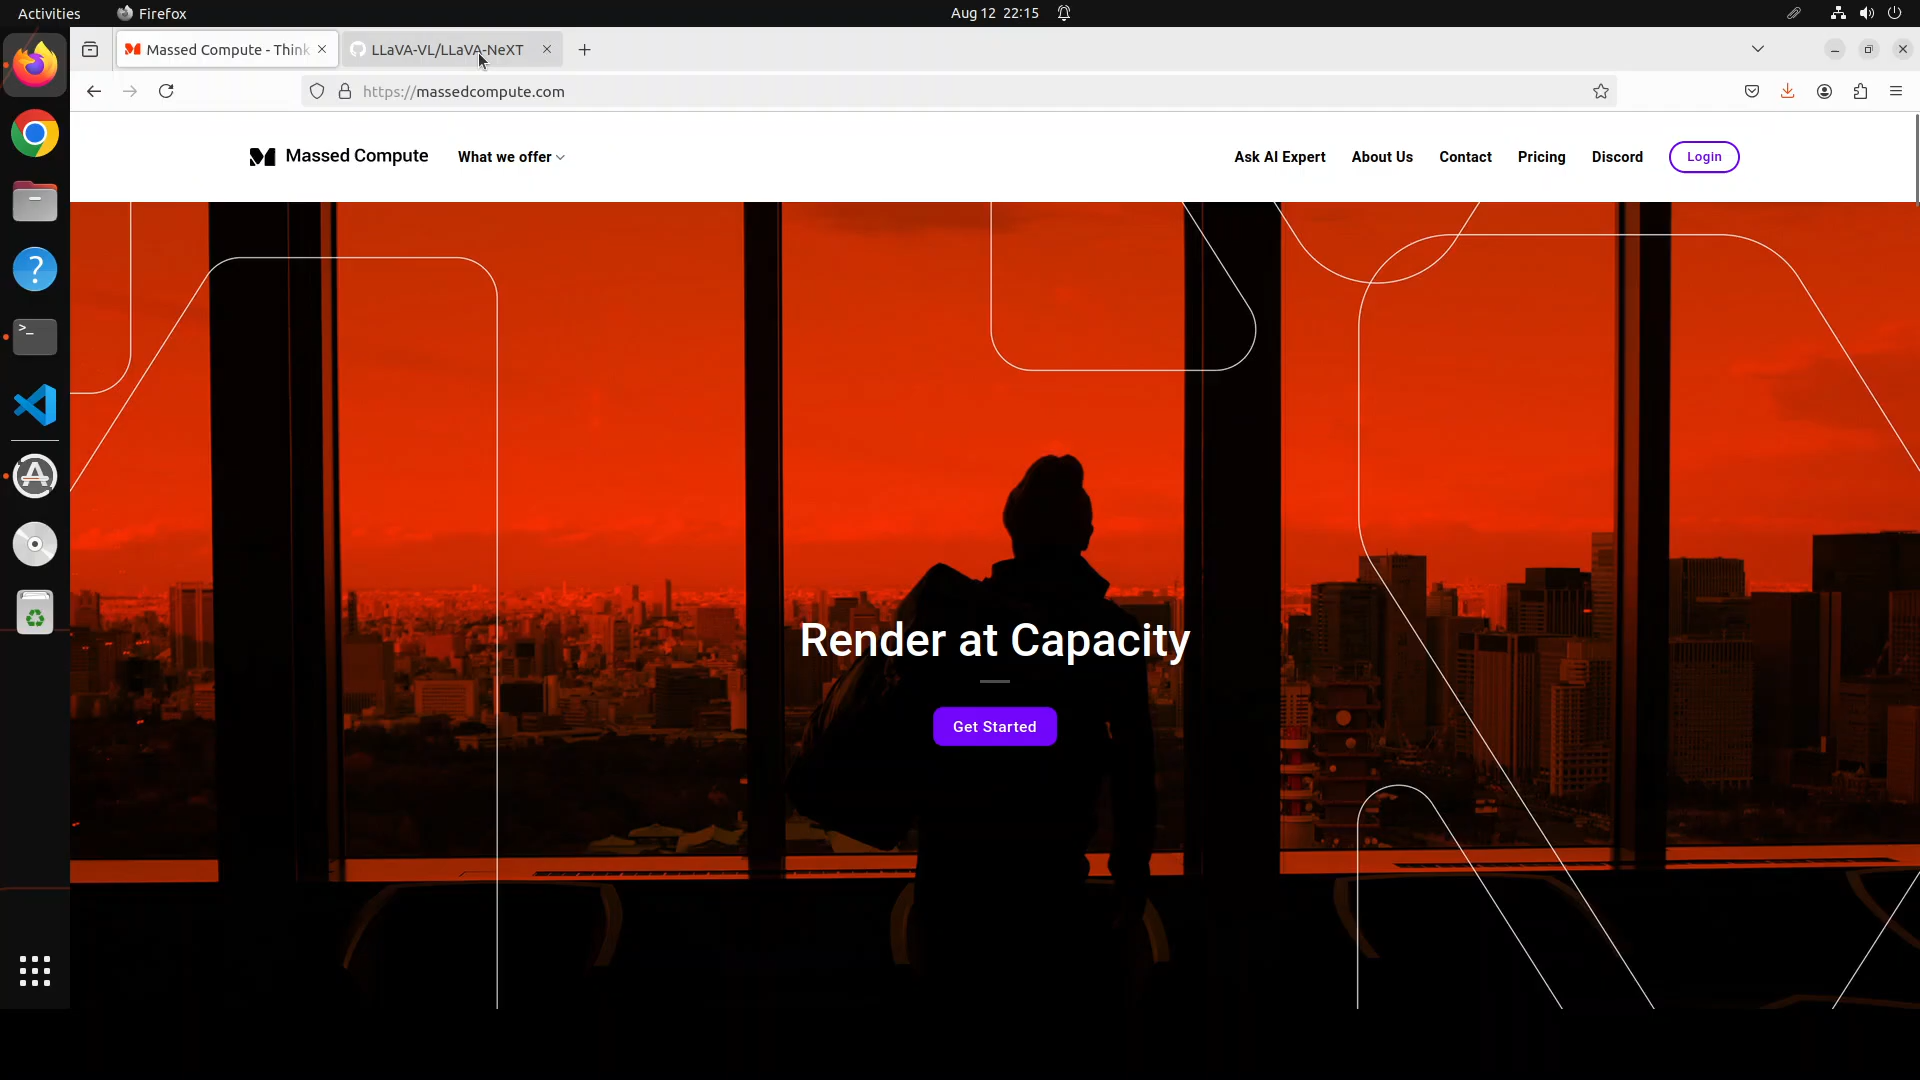 Activities
Firefox
Aug 12 22:15
Massed Compute - Think
LLaVA-VL/LLaVA-NeXT
https://massedcompute.com
Massed Compute
What we offer
Ask AI Expert
About Us
Contact
Pricing
Discord
Login
Render at Capacity
Get Started